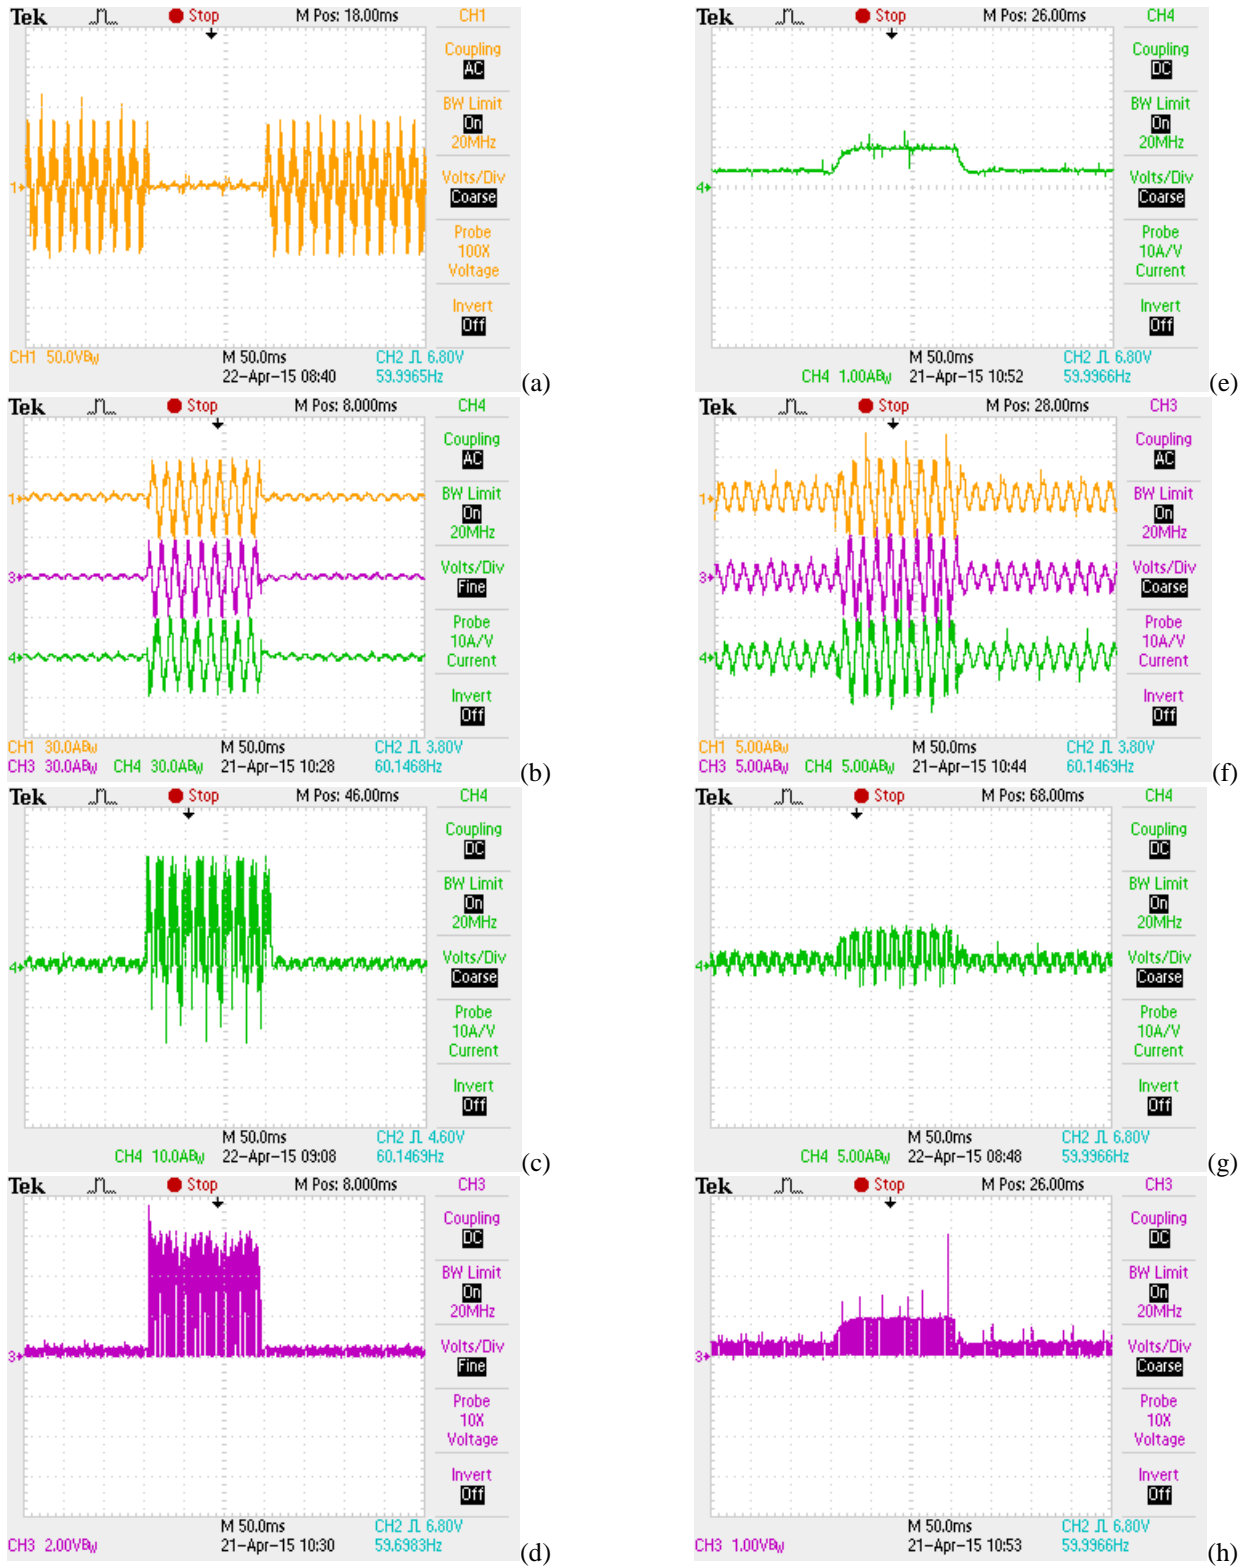 Tek Stop M Pos: 18.00ms CH1
Coupling
AC
BW Limit
On
20MHz
1
Volts/Div
Coarse
Probe
100X
Voltage
Invert
Off
CH1 50.0VBw M 50.0ms CH2 6.80V
22-Apr-15 08:40 59.9965Hz
(a)
Tek Stop M Pos: 26.00ms CH4
Coupling
DC
BW Limit
On
20MHz
4
Volts/Div
Coarse
Probe
10A/V
Current
Invert
Off
M 50.0ms CH2 6.80V
CH4 1.00ABw 21-Apr-15 10:52 59.9966Hz
(e)
Tek Stop M Pos: 8.000ms CH4
Coupling
AC
1
BW Limit
On
20MHz
3
Volts/Div
Fine
Probe
10A/V
4
Current
Invert
Off
CH1 30.0ABw M 50.0ms CH2 3.80V
CH3 30.0ABw CH4 30.0ABw 21-Apr-15 10:28 60.1468Hz
(b)
Tek Stop M Pos: 28.00ms CH3
Coupling
AC
1
BW Limit
On
20MHz
3
Volts/Div
Coarse
Probe
10A/V
4
Current
Invert
Off
CH1 5.00ABw M 50.0ms CH2 3.80V
CH3 5.00ABw CH4 5.00ABw 21-Apr-15 10:44 60.1469Hz
(f)
Tek Stop M Pos: 46.00ms CH4
Coupling
DC
BW Limit
On
20MHz
4
Volts/Div
Coarse
Probe
10A/V
Current
Invert
Off
M 50.0ms CH2 4.60V
CH4 10.0ABw 22-Apr-15 09:08 60.1469Hz
(c)
Tek Stop M Pos: 68.00ms CH4
Coupling
DC
BW Limit
On
20MHz
4
Volts/Div
Coarse
Probe
10A/V
Current
Invert
Off
M 50.0ms CH2 6.80V
CH4 5.00ABw 22-Apr-15 08:48 59.9966Hz
(g)
Tek Stop M Pos: 8.000ms CH3
Coupling
DC
BW Limit
On
20MHz
3
Volts/Div
Fine
Probe
10X
Voltage
Invert
Off
M 50.0ms CH2 6.80V
CH3 2.00VBw 21-Apr-15 10:30 59.6983Hz
(d)
Tek Stop M Pos: 26.00ms CH3
Coupling
DC
BW Limit
On
20MHz
3
Volts/Div
Coarse
Probe
10X
Voltage
Invert
Off
M 50.0ms CH2 6.80V
CH3 1.00VBw 21-Apr-15 10:53 59.9966Hz
(h)